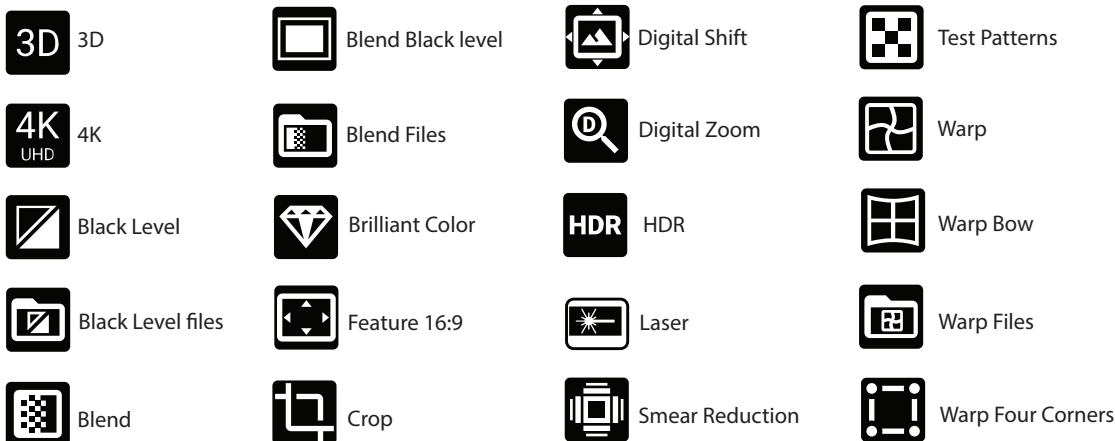 3D 3D
Blend Black level
Digital Shift
Test Patterns
4K UHD 4K
Blend Files
D Digital Zoom
Warp
Black Level
Brilliant Color
HDR HDR
Warp Bow
Black Level files
Feature 16:9
Laser
Warp Files
Blend
Crop
Smear Reduction
Warp Four Corners